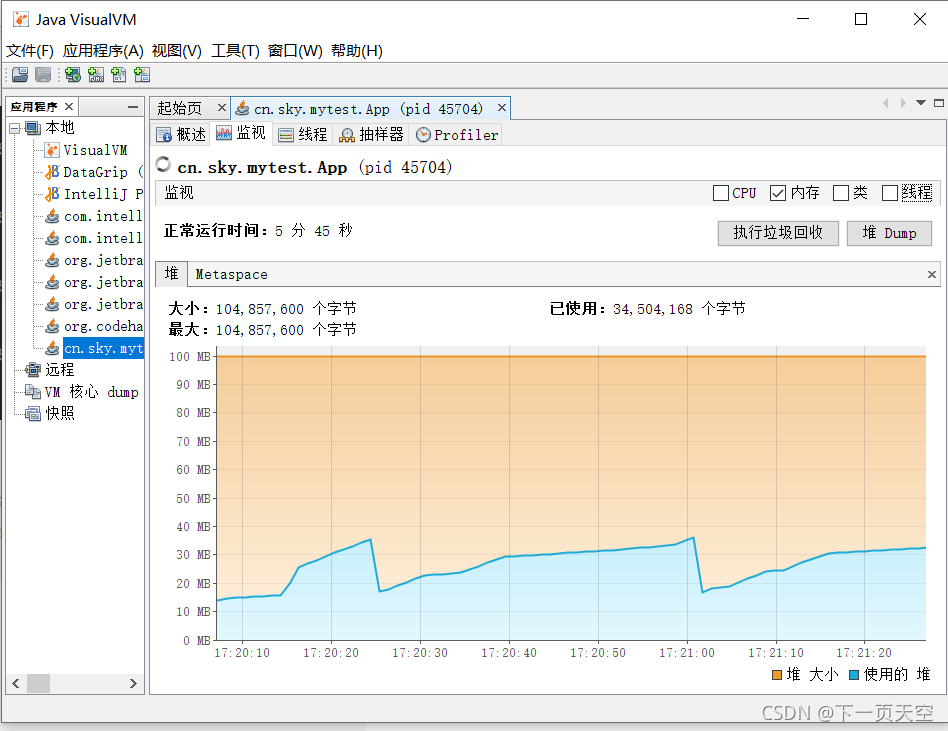 Java VisualVM
文件(F) 应用程序(A) 视图(V) 工具(T) 窗口(W) 帮助(H)
应用程序
起始页 cn.sky.mytest.App (pid 45704)
本地
VisualVM
DataGrip (
IntelliJ P
com.intell
com.intell
org.jetbra
org.jetbra
org.jetbra
org.codeha
cn.sky.myt
远程
VM 核心 dump
快照
概述 监视 线程 抽样器 Profiler
cn.sky.mytest.App (pid 45704)
监视 CPU 内存 类 线程
正常运行时间: 5 分 45 秒 执行垃圾回收 堆 Dump
堆 Metaspace
大小: 104,857,600 个字节 已使用: 34,504,168 个字节
最大: 104,857,600 个字节
100 MB
90 MB
80 MB
70 MB
60 MB
50 MB
40 MB
30 MB
20 MB
10 MB
0 MB
17:20:10 17:20:20 17:20:30 17:20:40 17:20:50 17:21:00 17:21:10 17:21:20
堆 大小 使用的 堆
CSDN @下一页天空